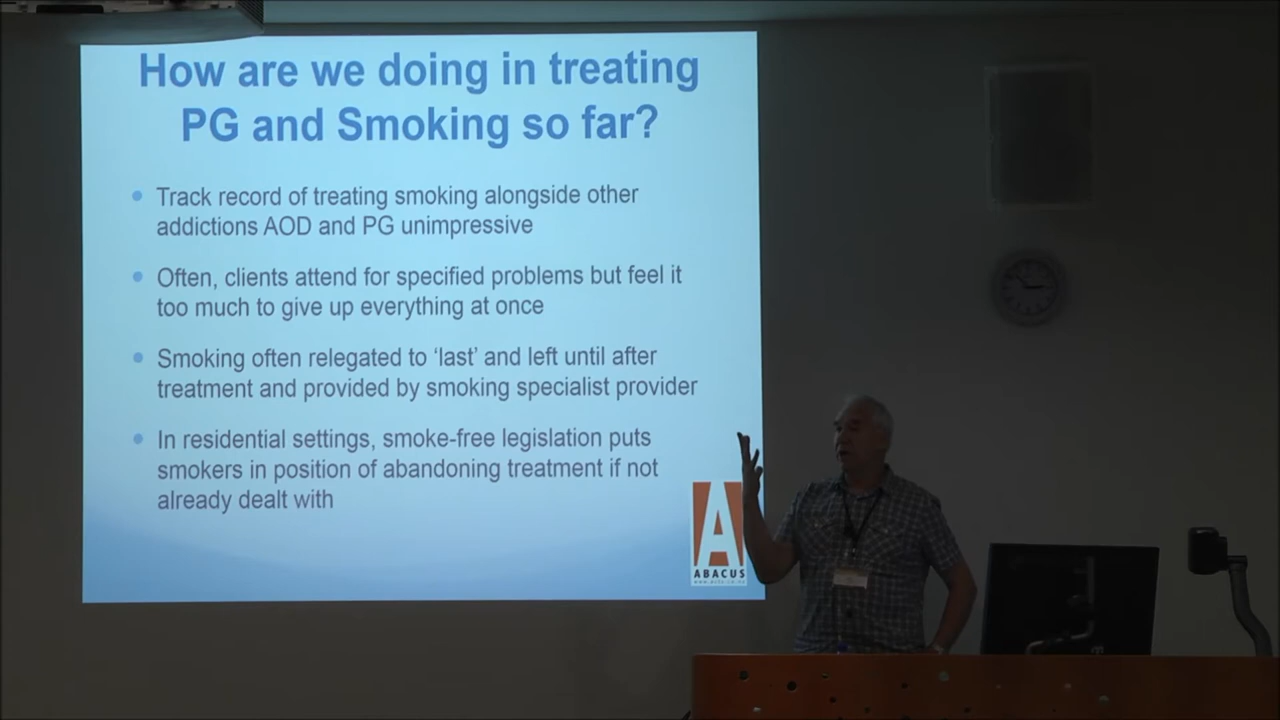 How are we doing in treating
PG and Smoking so far?
Track record of treating smoking alongside other
addictions AOD and PG unimpressive
Often, clients attend for specified problems but feel it
too much to give up everything at once
Smoking often relegated to ‘last’ and left until after
treatment and provided by smoking specialist provider
In residential settings, smoke-free legislation puts
smokers in position of abandoning treatment if not
already dealt with
A
ABACUS